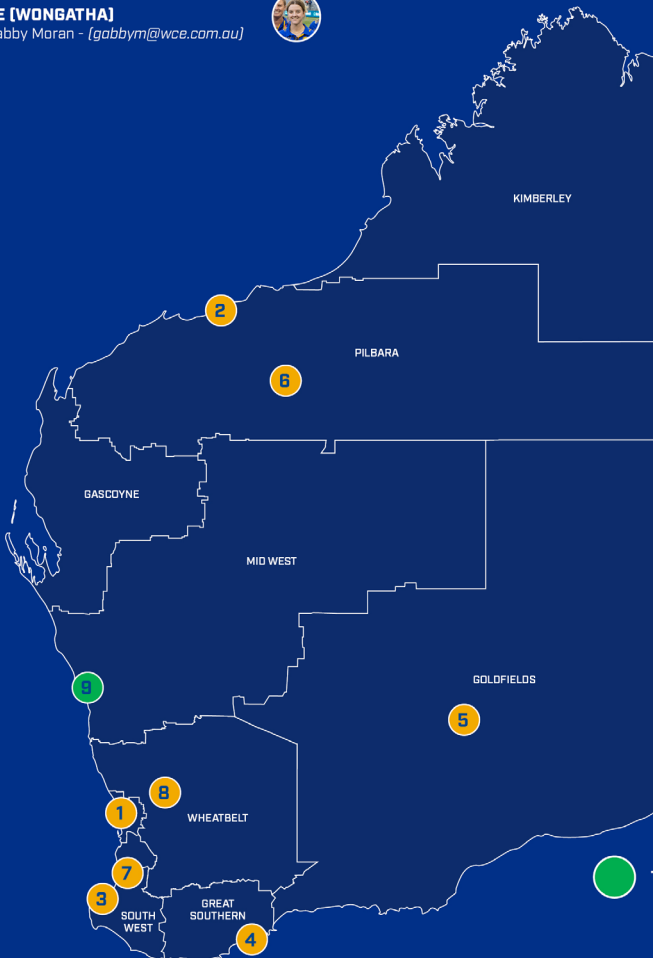 E (WONGATHA)
abby Moran - [gabbym@wce.com.au]
KIMBERLEY
2
PILBARA
6
GASCOYNE
MID WEST
GOLDFIELDS
9
5
8
1
WHEATBELT
7
3
GREAT
SOUTHERN
SOUTH
WEST
4